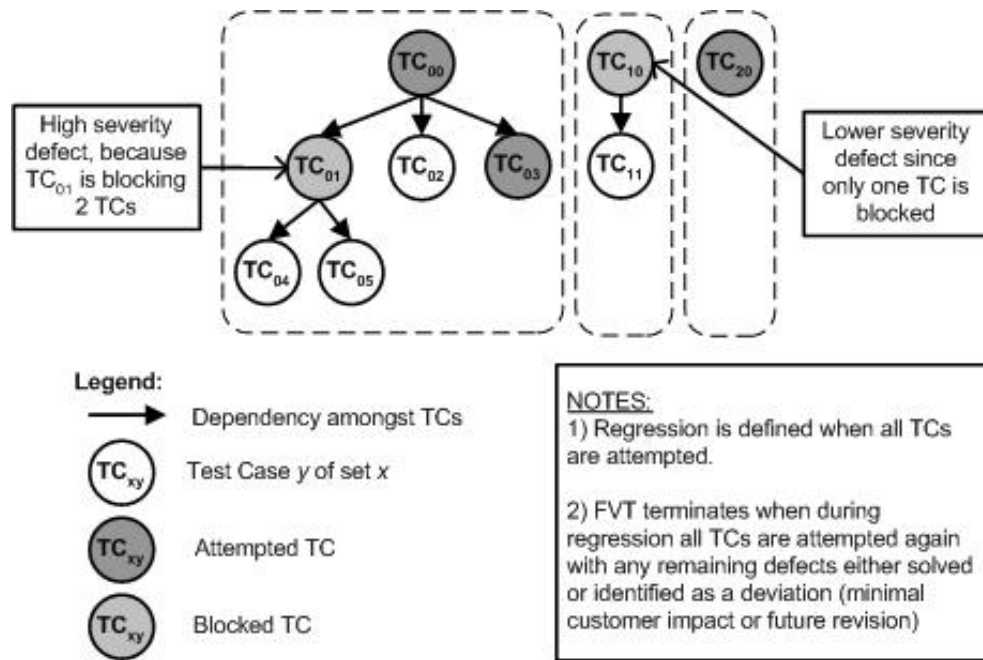 TC00
TC10
TC20
High severity
defect, because
TC01 is blocking
2 TCs
TC01
TC02
TC03
TC11
Lower severity
defect since
only one TC is
blocked
TC04
TC05
Legend:
Dependency amongst TCs
TCxy
Test Case y of set x
TCxy
Attempted TC
TCxy
Blocked TC
NOTES:
1) Regression is defined when all TCs
are attempted.
2) FVT terminates when during
regression all TCs are attempted again
with any remaining defects either solved
or identified as a deviation (minimal
customer impact or future revision)